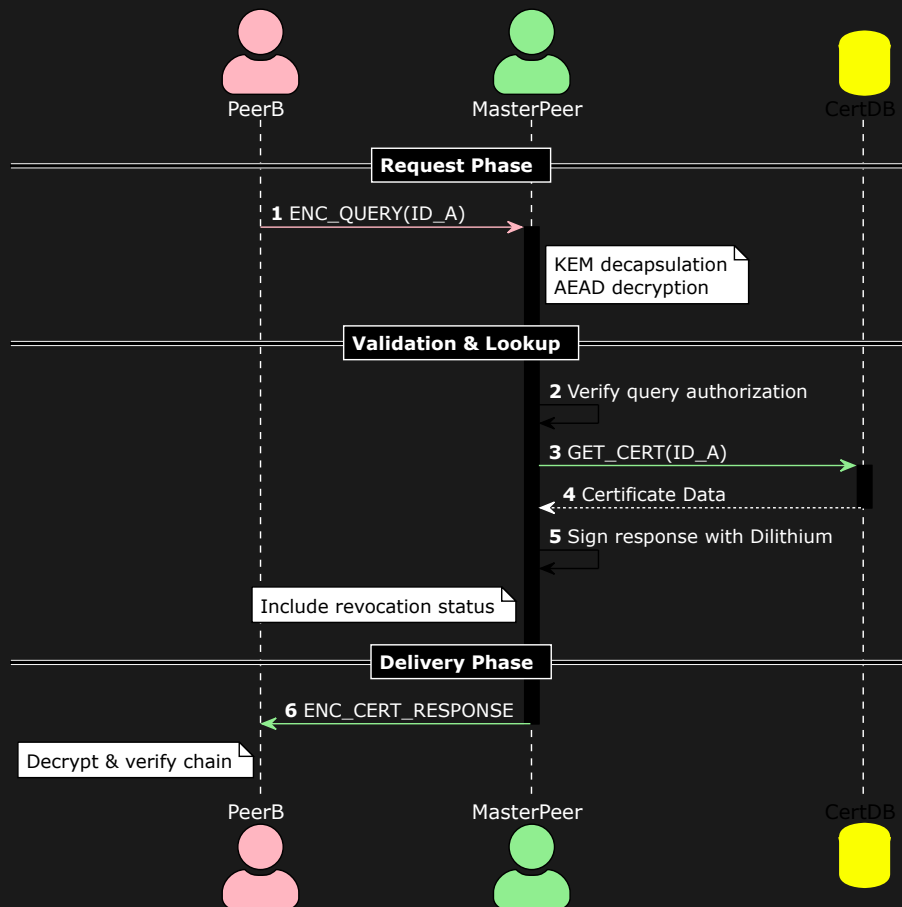 PeerB
MasterPeer
CertDB
Request Phase
1 ENC_QUERY(ID_A)
KEM decapsulation
AEAD decryption
Validation & Lookup
2 Verify query authorization
3 GET_CERT(ID_A)
4 Certificate Data
5 Sign response with Dilithium
Include revocation status
Delivery Phase
6 ENC_CERT_RESPONSE
Decrypt & verify chain
PeerB
MasterPeer
CertDB